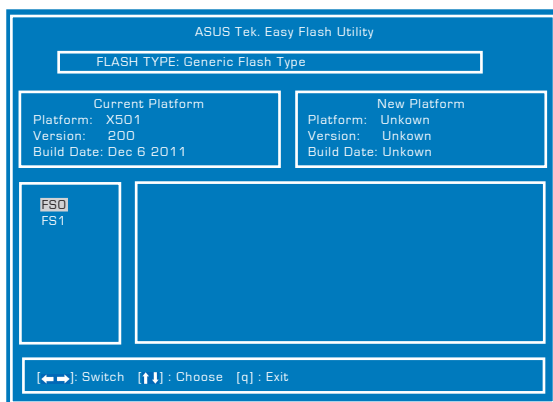 ASUS Tek. Easy Flash Utility
FLASH TYPE: Generic Flash Type
Current Platform
Platform: X501
Version: 200
Build Date: Dec 6 2011
New Platform
Platform: Unkown
Version: Unkown
Build Date: Unkown
FS0
FS1
[←→]: Switch [↑↓] : Choose [q] : Exit